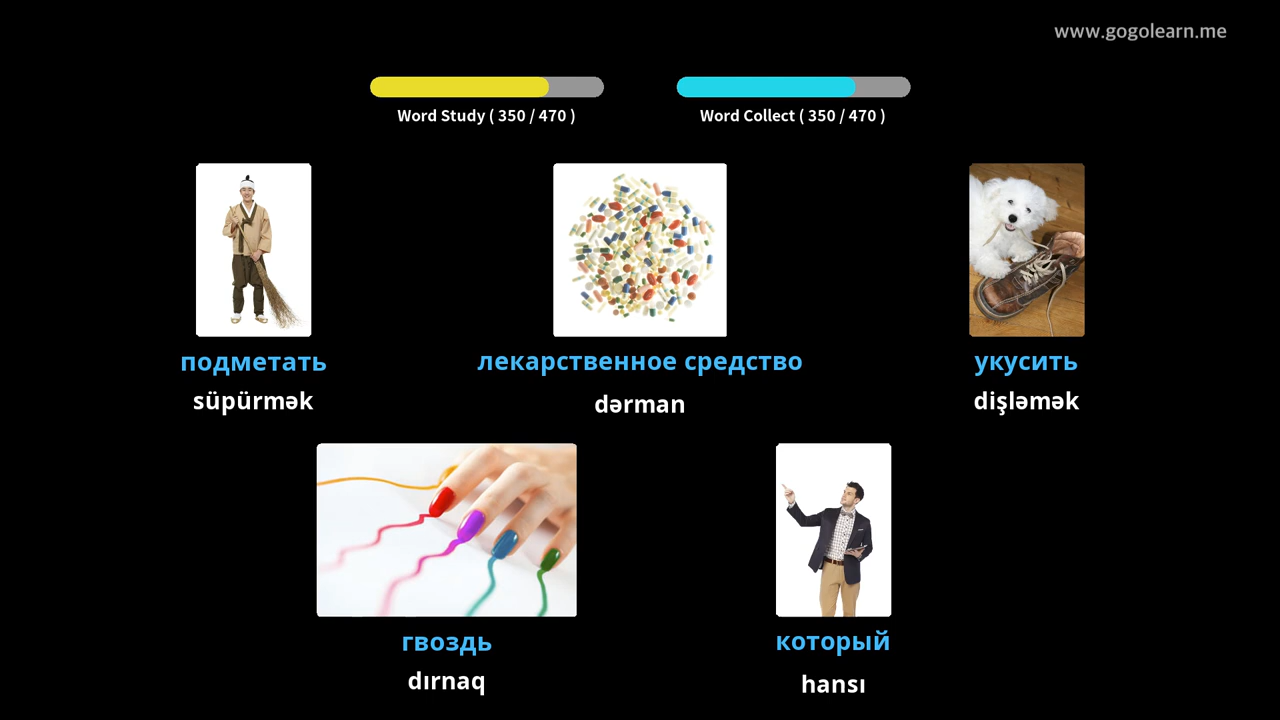 www.gogolearn.me
Word Study ( 350 / 470 )
Word Collect ( 350 / 470 )
подметать
süpürmək
лекарственное средство
dərman
укусить
dişləmək
гвоздь
dırnaq
который
hansı